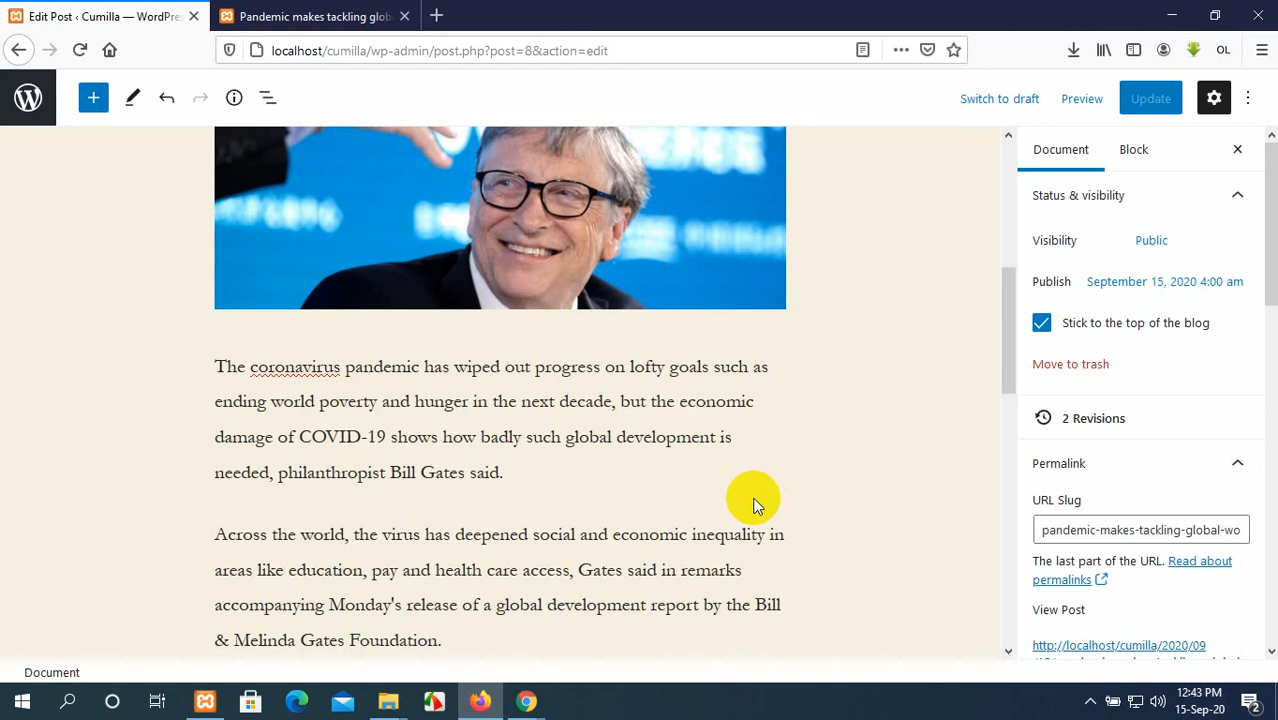 Edit Post ‹ Cumilla — WordPre
Pandemic makes tackling glob
localhost/cumilla/wp-admin/post.php?post=8&action=edit
OL
Switch to draft
Preview
Update
Document
Block
Status & visibility
Visibility
Public
Publish
September 15, 2020 4:00 am
Stick to the top of the blog
Move to trash
2 Revisions
Permalink
URL Slug
pandemic-makes-tackling-global-wo
The last part of the URL. Read about
permalinks
View Post
http://localhost/cumilla/2020/09
The coronavirus pandemic has wiped out progress on lofty goals such as
ending world poverty and hunger in the next decade, but the economic
damage of COVID-19 shows how badly such global development is
needed, philanthropist Bill Gates said.
Across the world, the virus has deepened social and economic inequality in
areas like education, pay and health care access, Gates said in remarks
accompanying Monday's release of a global development report by the Bill
& Melinda Gates Foundation.
Document
12:43 PM
15-Sep-20
2